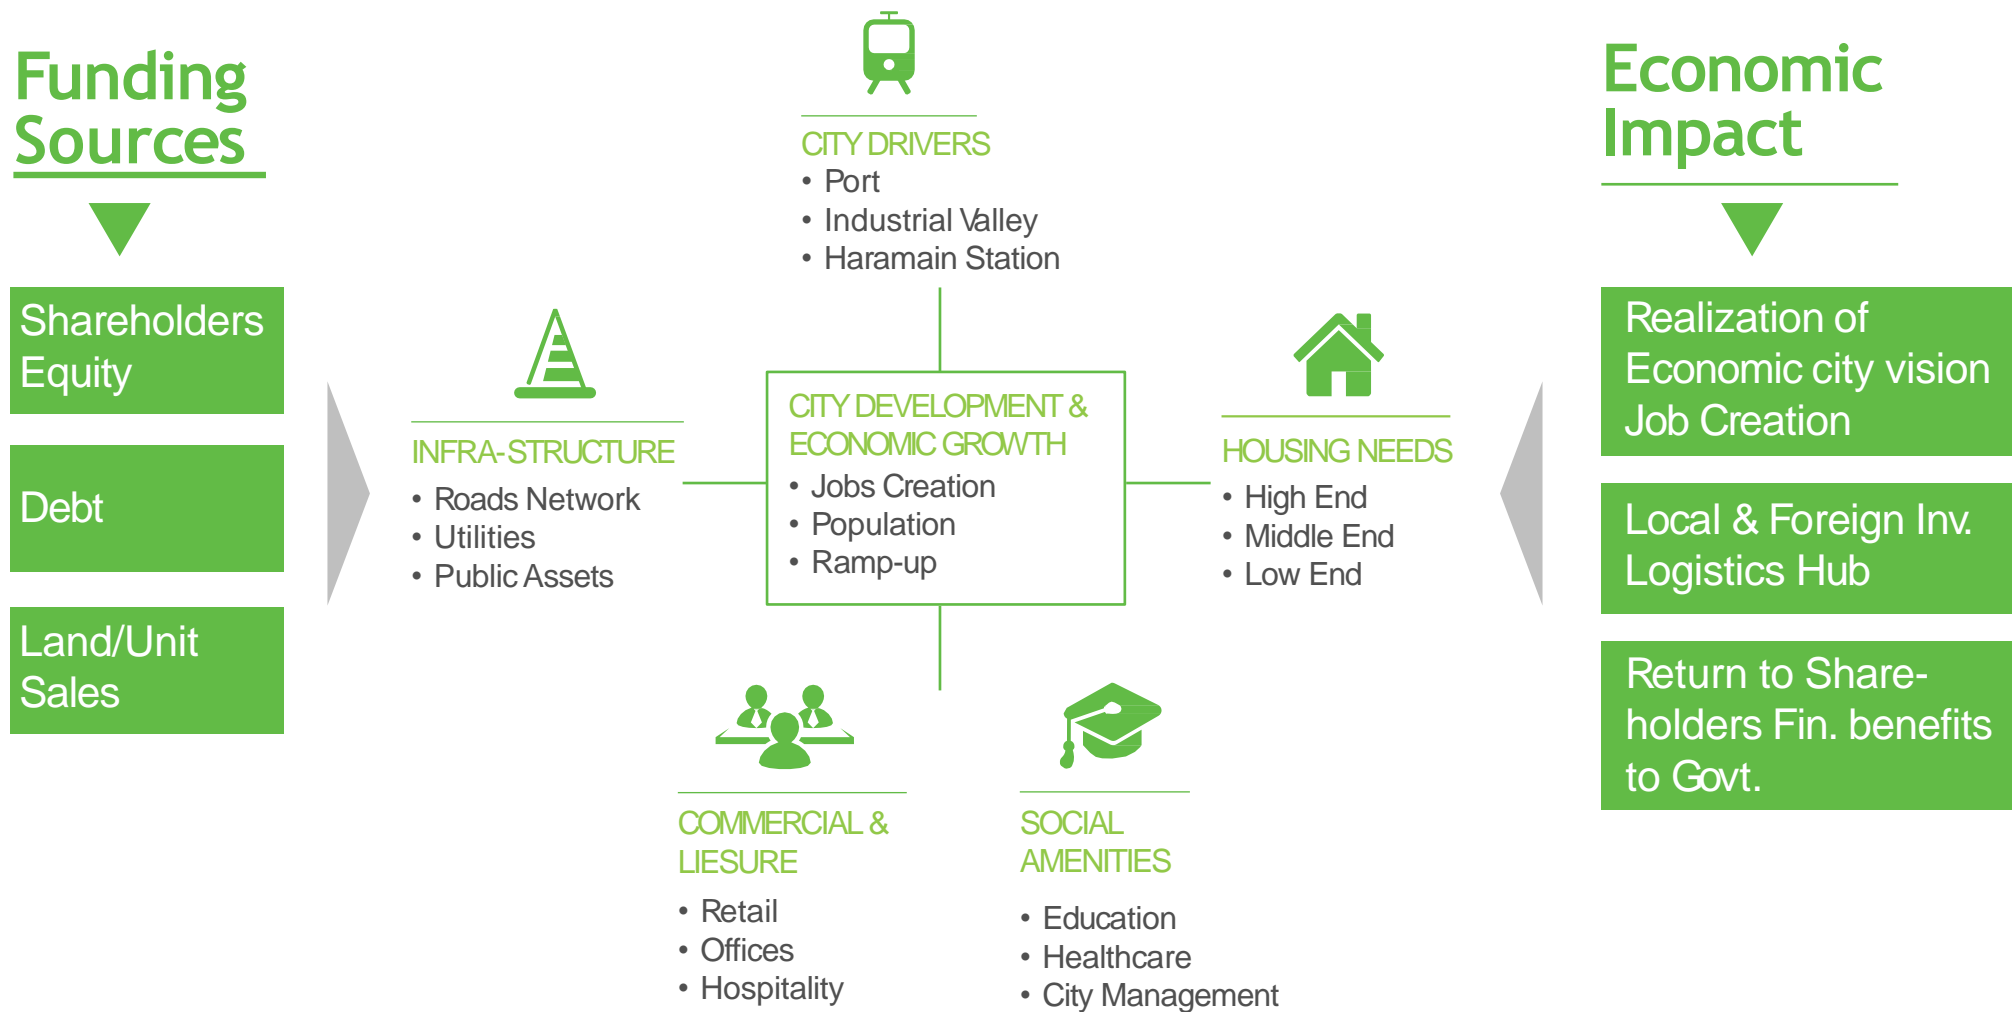 Funding
Sources
Shareholders
Equity
Debt
Land/Unit
Sales
CITY DRIVERS
• Port
• Industrial Valley
• Haramain Station
INFRA-STRUCTURE
• Roads Network
• Utilities
• Public Assets
CITY DEVELOPMENT &
ECONOMIC GROWTH
• Jobs Creation
• Population
• Ramp-up
HOUSING NEEDS
• High End
• Middle End
• Low End
COMMERCIAL &
LIESURE
• Retail
• Offices
• Hospitality
SOCIAL
AMENITIES
• Education
• Healthcare
• City Management
Economic
Impact
Realization of
Economic city vision
Job Creation
Local & Foreign Inv.
Logistics Hub
Return to Share-
holders Fin. benefits
to Govt.